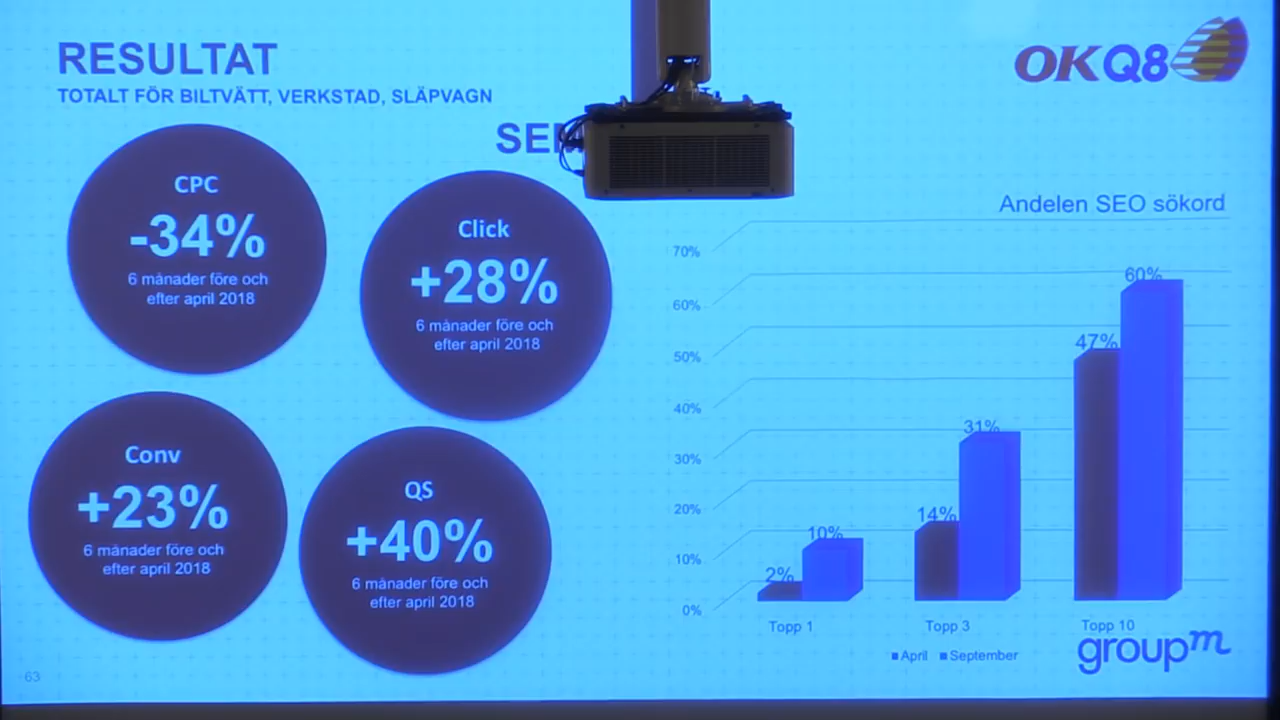 RESULTAT
TOTALT FÖR BILTVÄTT, VERKSTAD, SLÄPVAGN
OKQ8
CPC
-34%
6 månader före och
efter april 2018
Click
+28%
6 månader före och
efter april 2018
Conv
+23%
6 månader före och
efter april 2018
QS
+40%
6 månader före och
efter april 2018
Andelen SEO sökord
70%
60%
50%
40%
30%
20%
10%
0%
2%
10%
14%
31%
47%
60%
Topp 1
Topp 3
Topp 10
April
September
groupm
63